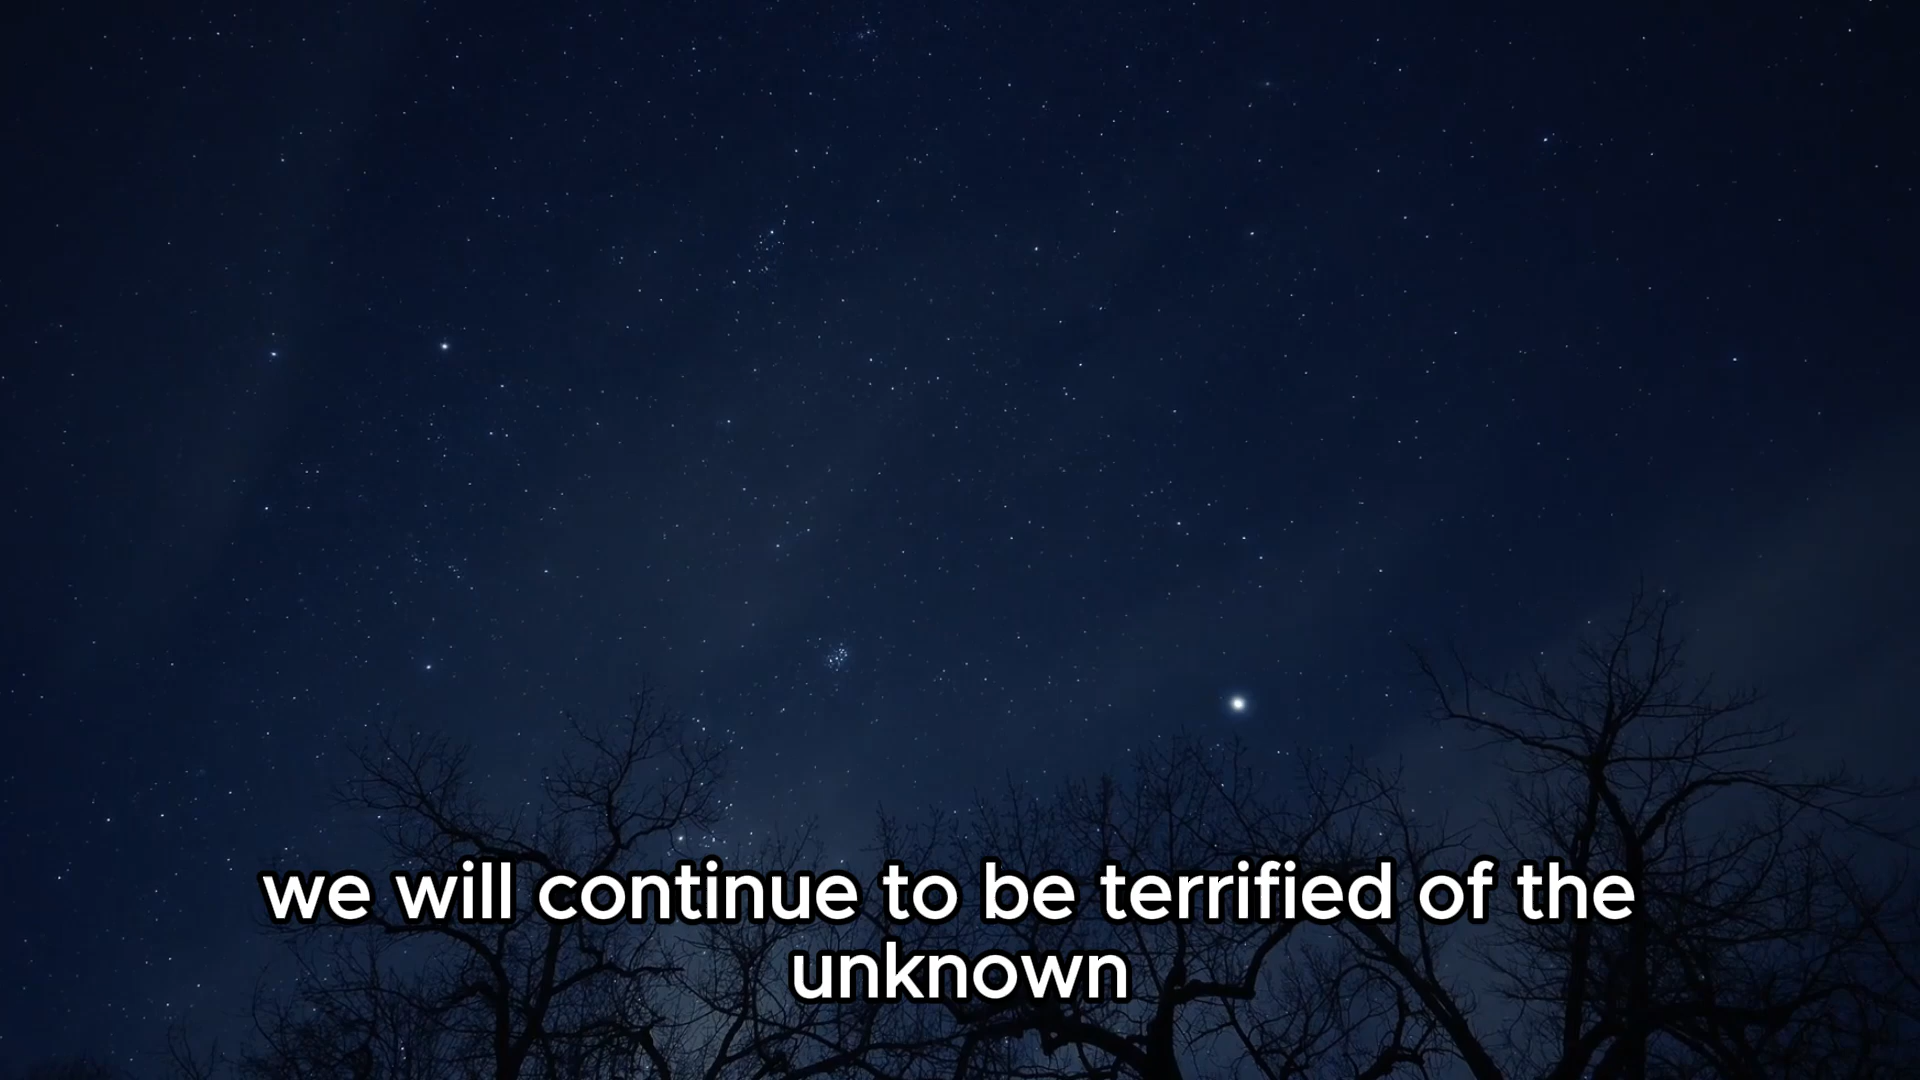 we will continue to be terrified of the
unknown